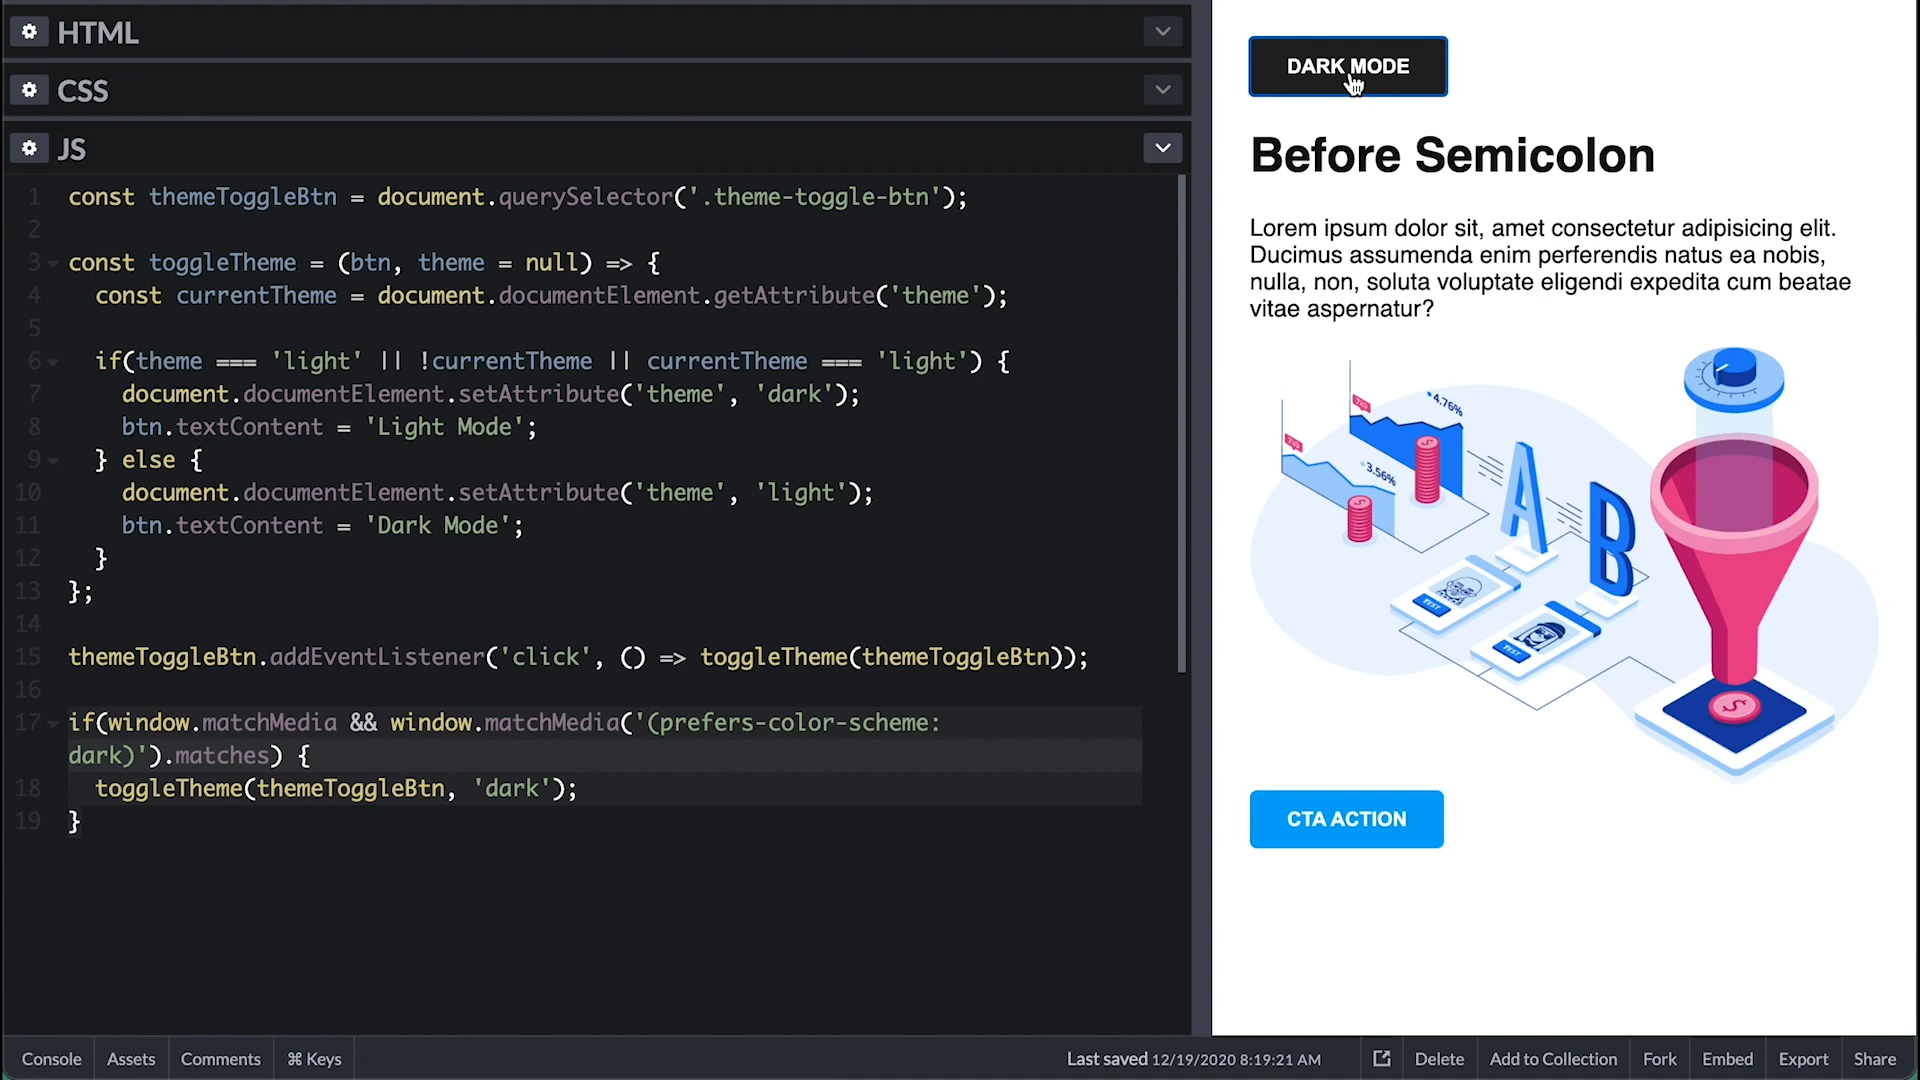 HTML
CSS
JS
1 const themeToggleBtn = document.querySelector('.theme-toggle-btn');
2
3 const toggleTheme = (btn, theme = null) => {
4 const currentTheme = document.documentElement.getAttribute('theme');
5
6 if(theme === 'light' || !currentTheme || currentTheme === 'light') {
7 document.documentElement.setAttribute('theme', 'dark');
8 btn.textContent = 'Light Mode';
9 } else {
10 document.documentElement.setAttribute('theme', 'light');
11 btn.textContent = 'Dark Mode';
12 }
13 };
14
15 themeToggleBtn.addEventListener('click', () => toggleTheme(themeToggleBtn));
16
17 if(window.matchMedia && window.matchMedia('(prefers-color-scheme:
dark)').matches) {
18 toggleTheme(themeToggleBtn, 'dark');
19 }
DARK MODE
Before Semicolon
Lorem ipsum dolor sit, amet consectetur adipisicing elit.
Ducimus assumenda enim perferendis natus ea nobis,
nulla, non, soluta voluptate eligendi expedita cum beatae
vitae aspernatur?
4.76%
3.56%
A
B
TEST
TEST
$
CTA ACTION
Console Assets Comments ⌘ Keys Last saved 12/19/2020 8:19:21 AM Delete Add to Collection Fork Embed Export Share